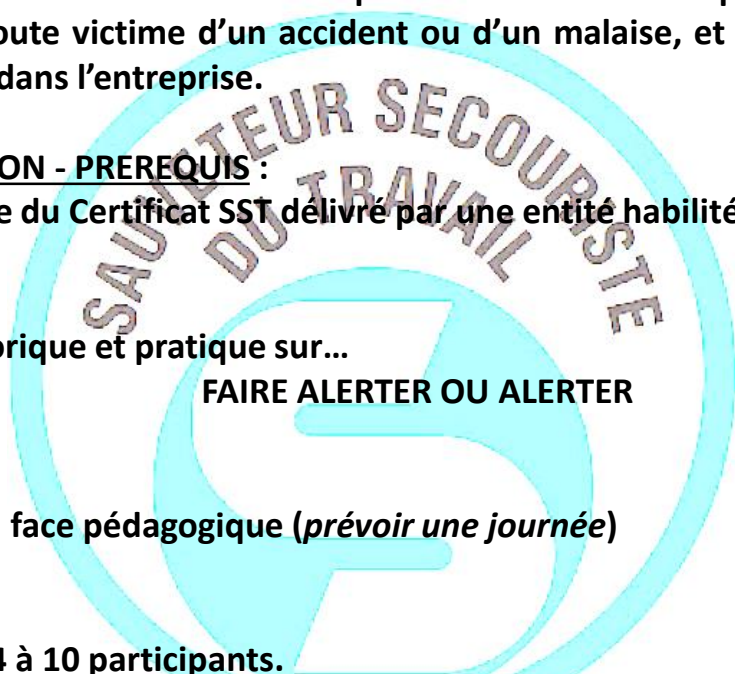 oute victime d’un accident ou d’un malaise, et
dans l’entreprise.
SAUVETEUR SECOURISTE
DU TRAVAIL
ON - PREREQUIS :
e du Certificat SST délivré par une entité habilité
orique et pratique sur…
FAIRE ALERTER OU ALERTER
face pédagogique (prévoir une journée)
4 à 10 participants.